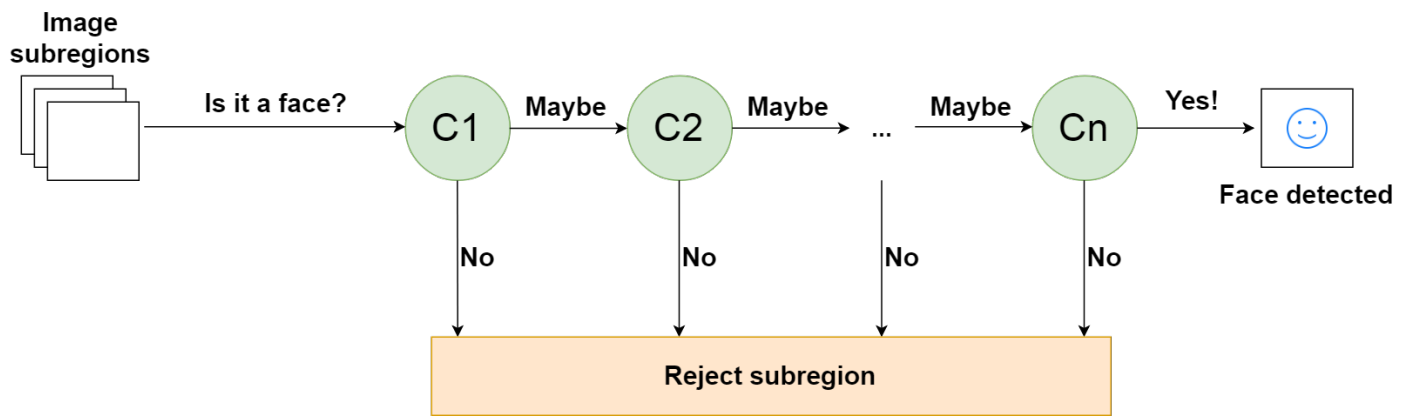 Image
subregions
Is it a face?
C1
Maybe
C2
Maybe
...
Maybe
Cn
Yes!
Face detected
No
No
No
No
Reject subregion